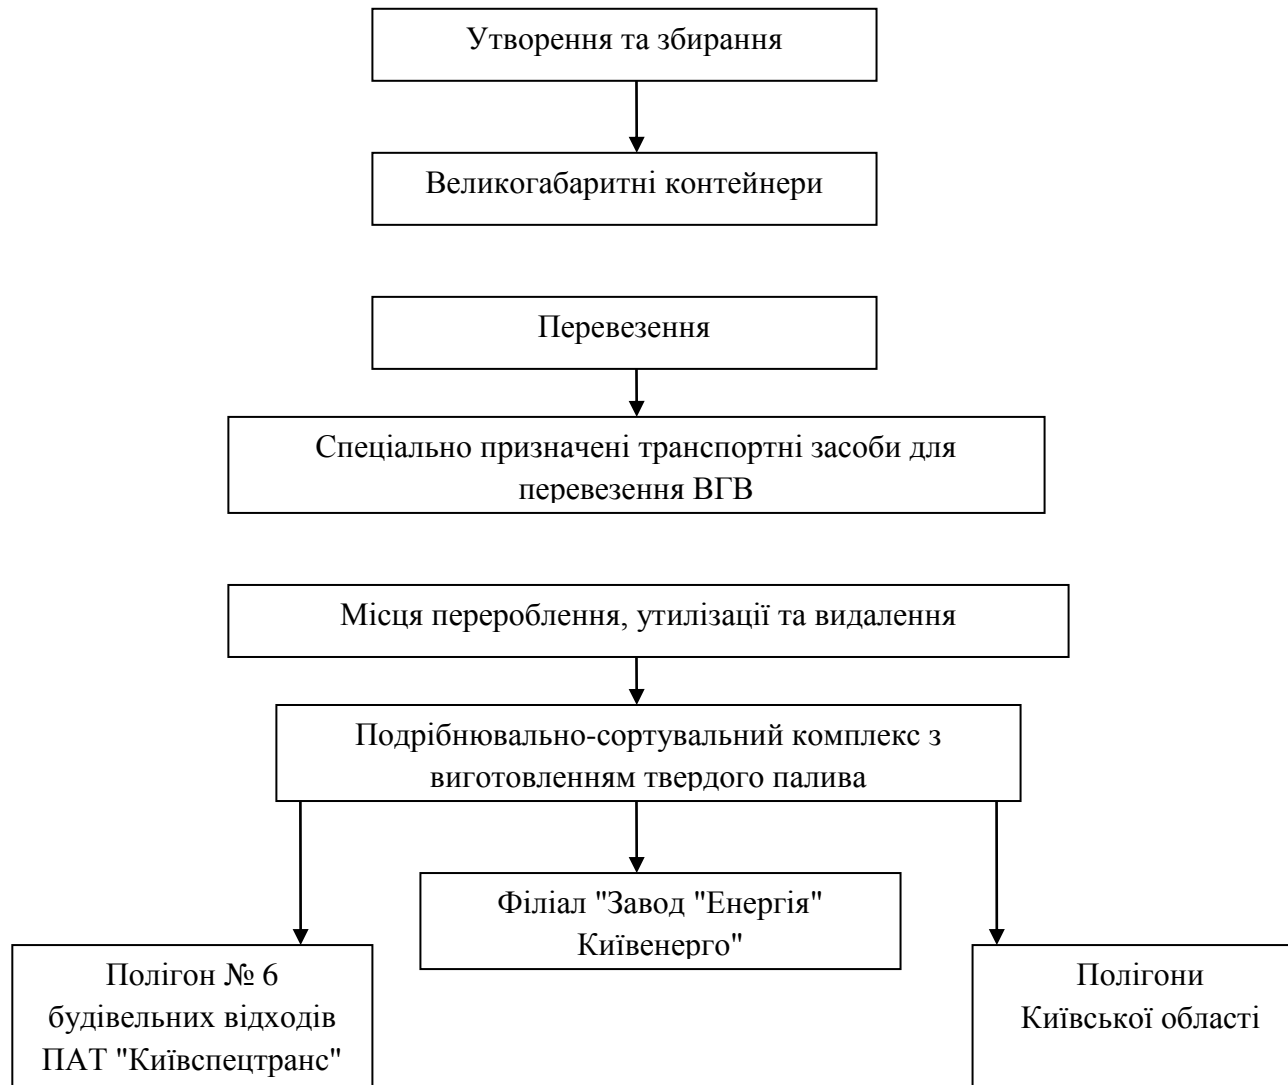 Утворення та збирання
Великогабаритні контейнери
Перевезення
Спеціально призначені транспортні засоби для
перевезення ВГВ
Місця перероблення, утилізації та видалення
Подрібнювально-сортувальний комплекс з
виготовленням твердого палива
Філіал "Завод "Енергія"
Київенерго"
Полігон № 6
будівельних відходів
ПАТ "Київспецтранс"
Полігони
Київської області